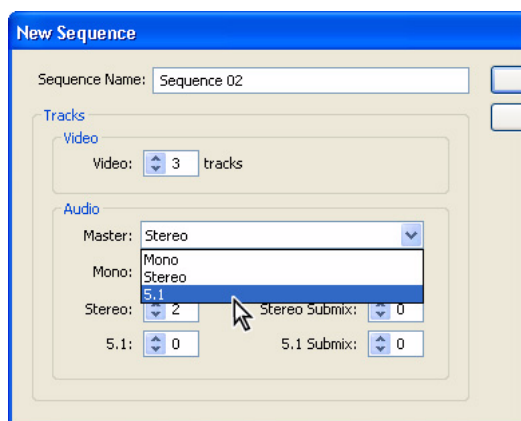 New Sequence
Sequence Name: Sequence 02
Tracks
Video
Video: 3 tracks
Audio
Master: Stereo
Mono
Mono:
Stereo
5.1
Stereo: 2 Stereo Submix: 0
5.1: 0 5.1 Submix: 0